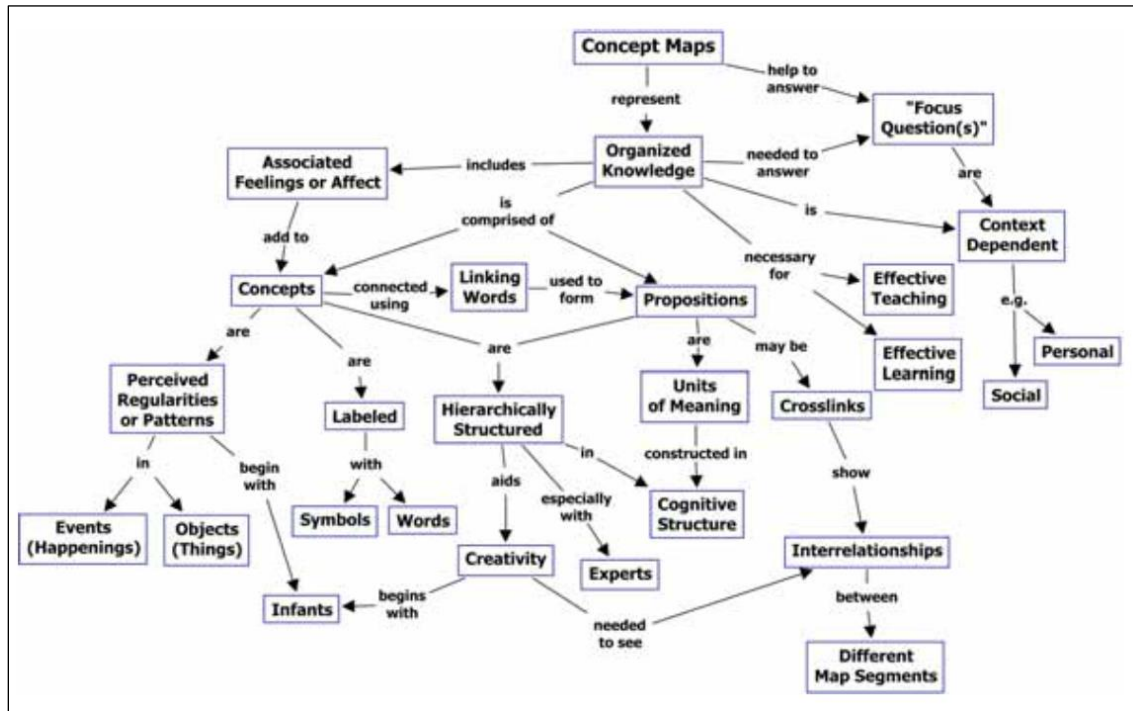 Concept Maps
help to
answer
represent
"Focus
Question(s)"
Organized
Knowledge
includes
Associated
Feelings or Affect
needed to
answer
are
is
comprised of
is
Context
Dependent
add to
necessary
for
Concepts
connected
using
Linking
Words
used to
form
Propositions
Effective
Teaching
e.g.
are
are
are
are
may be
Effective
Learning
Personal
Social
Perceived
Regularities
or Patterns
Labeled
Hierarchically
Structured
Units
of Meaning
Crosslinks
in
begin
with
with
aids
in
constructed in
show
especially
with
Events
(Happenings)
Objects
(Things)
Symbols
Words
Cognitive
Structure
Creativity
Experts
Interrelationships
Infants
begins
with
needed
to see
between
Different
Map Segments